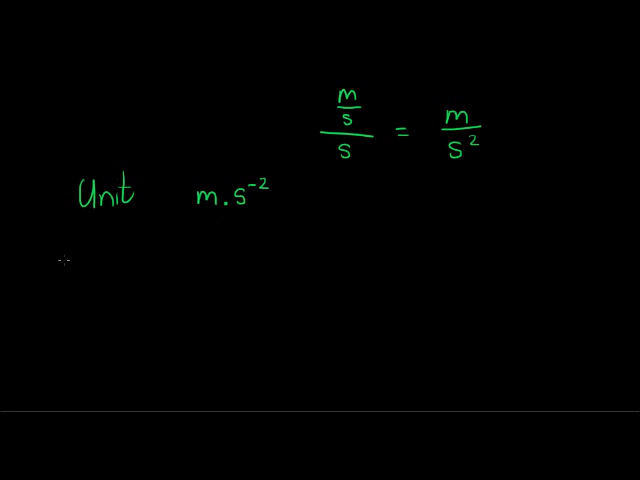 m/s / s = m/s²
Unit m.s⁻²